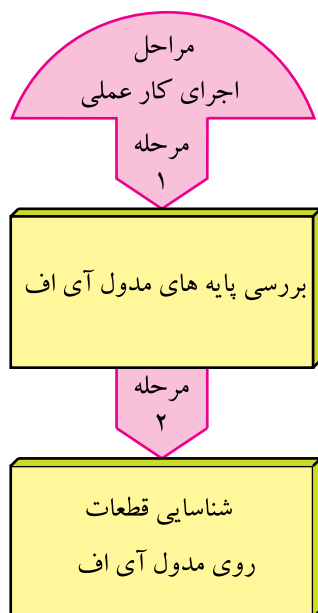 مراحل
اجرای کار عملی
مرحله
۱
بررسی پایه های مدول آی اف
مرحله
۲
شناسایی قطعات
روی مدول آی اف